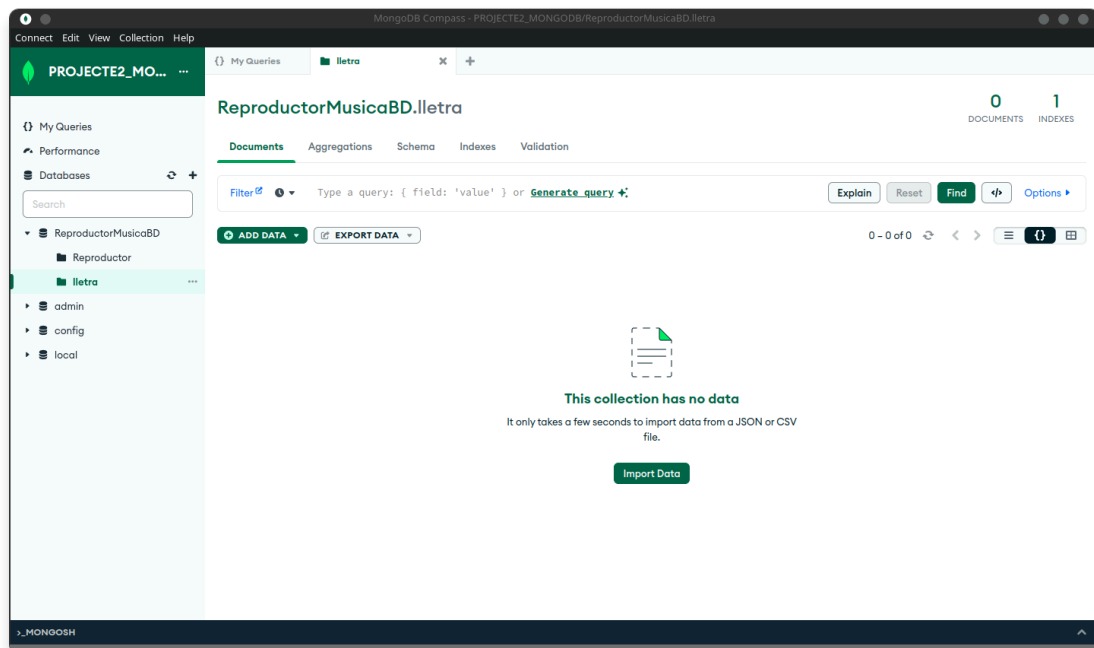 MongoDB Compass - PROJECTE2_MONGODB/ReproductorMusicaBD.lletra
Connect Edit View Collection Help
PROJECTE2_MO... ...
{} My Queries
Performance
Databases
Search
ReproductorMusicaBD
Reproductor
lletra ...
admin
config
local
{} My Queries
lletra
ReproductorMusicaBD.lletra
0
DOCUMENTS
1
INDEXES
Documents Aggregations Schema Indexes Validation
Filter Type a query: { field: 'value' } or Generate query Explain Reset Find </> Options
ADD DATA EXPORT DATA 0 – 0 of 0 {}
This collection has no data
It only takes a few seconds to import data from a JSON or CSV
file.
Import Data
>_MONGOSH